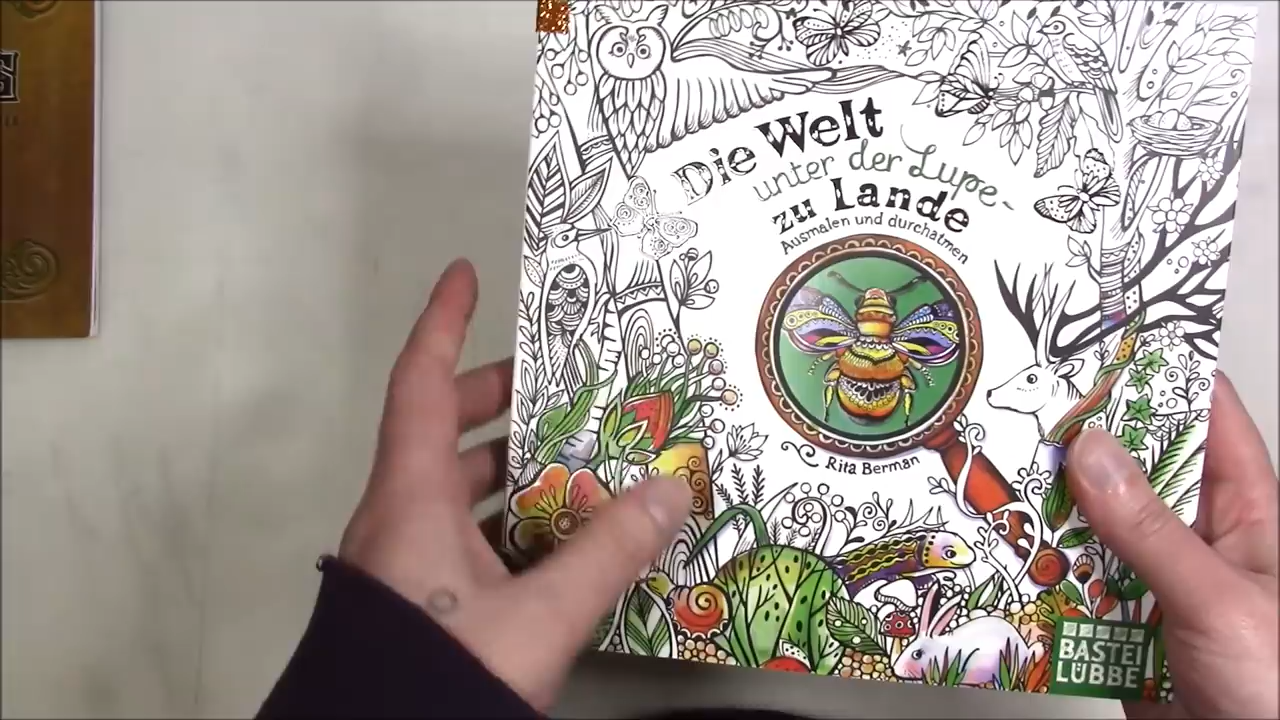 Die Welt
unter der Lupe-
zu Lande
Ausmalen und durchatmen
Rita Berman
BASTEI
LÜBBE